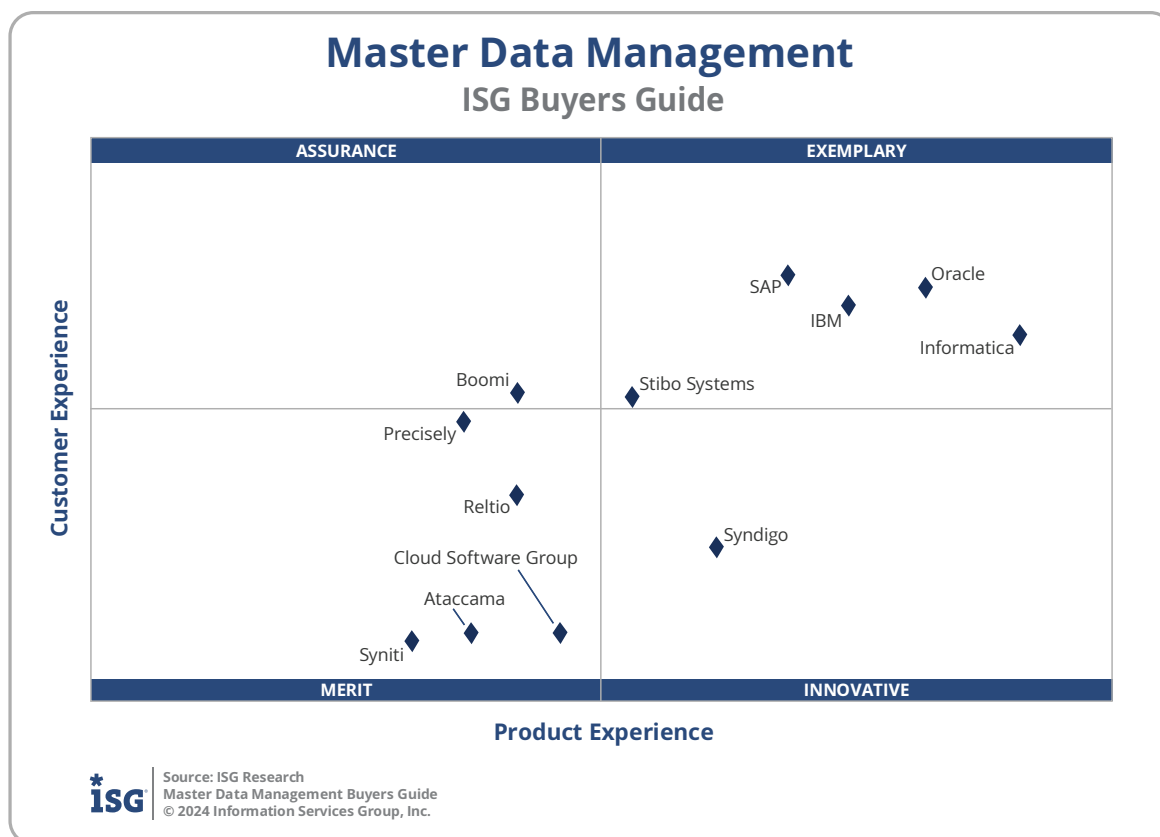 Master Data Management
ISG Buyers Guide
ASSURANCE
EXEMPLARY
Oracle
SAP
IBM
Informatica
Boomi
Stibo Systems
Precisely
Reltio
Syndigo
Cloud Software Group
Ataccama
Syniti
Customer Experience
MERIT
INNOVATIVE
Product Experience
ISG
Source: ISG Research
Master Data Management Buyers Guide
© 2024 Information Services Group, Inc.